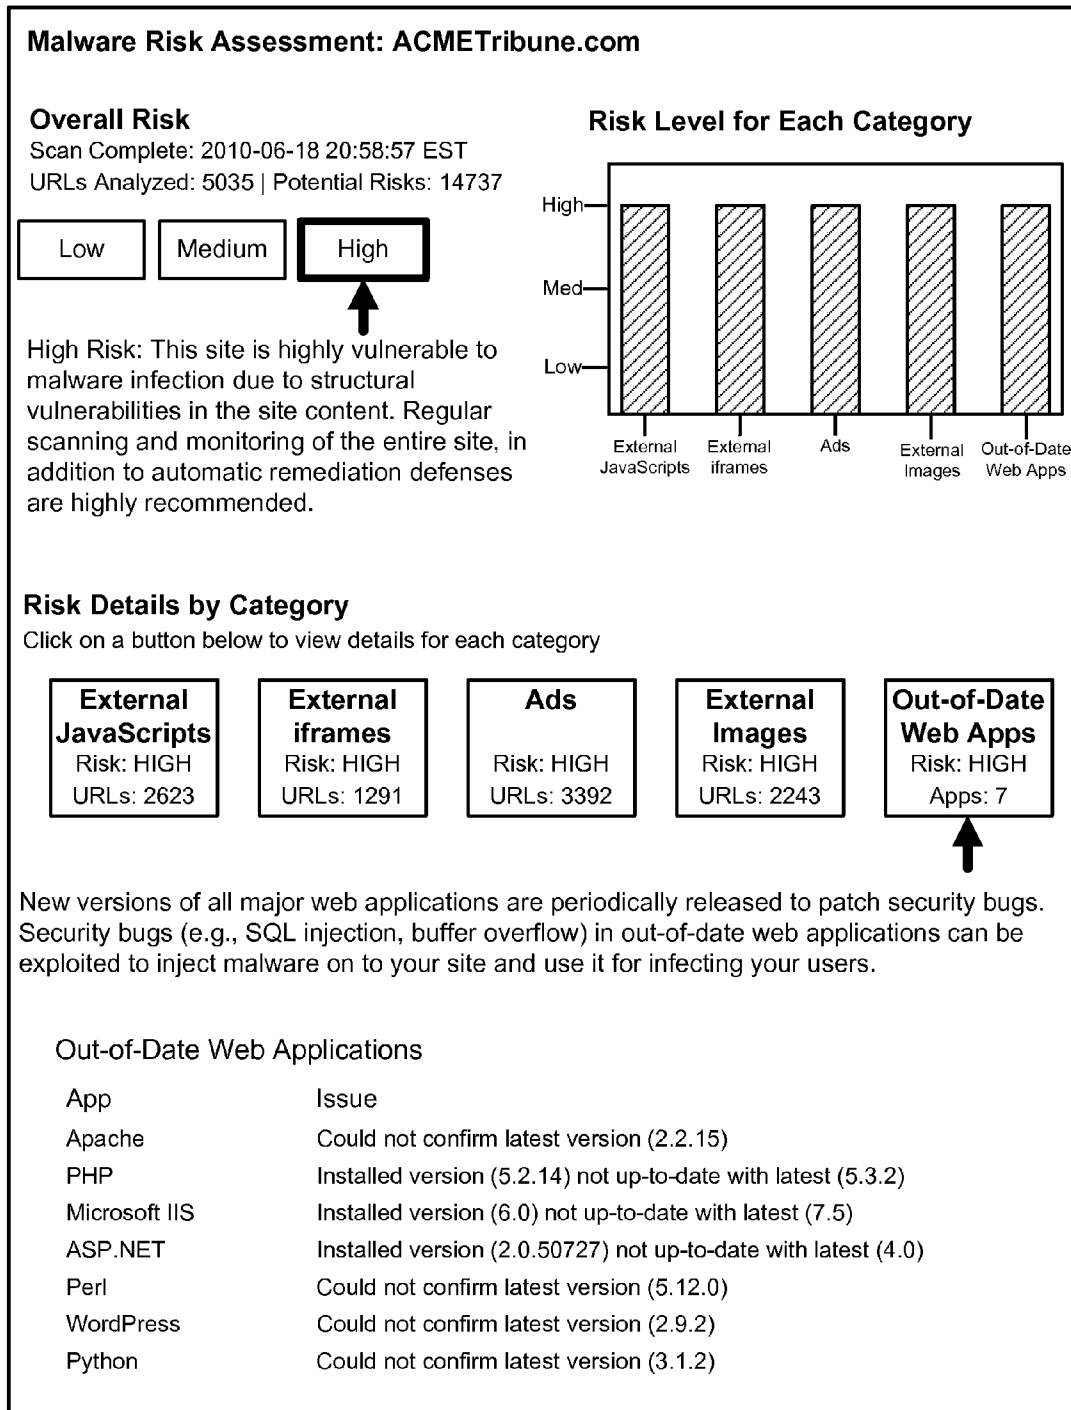 Malware Risk Assessment: ACMETribune.com
Overall Risk
Scan Complete: 2010-06-18 20:58:57 EST
URLs Analyzed: 5035 | Potential Risks: 14737
Low
Medium
High
High Risk: This site is highly vulnerable to
malware infection due to structural
vulnerabilities in the site content. Regular
scanning and monitoring of the entire site, in
addition to automatic remediation defenses
are highly recommended.
Risk Level for Each Category
High
Med
Low
External
JavaScripts
External
iframes
Ads
External
Images
Out-of-Date
Web Apps
Risk Details by Category
Click on a button below to view details for each category
External
JavaScripts
Risk: HIGH
URLs: 2623
External
iframes
Risk: HIGH
URLs: 1291
Ads
Risk: HIGH
URLs: 3392
External
Images
Risk: HIGH
URLs: 2243
Out-of-Date
Web Apps
Risk: HIGH
Apps: 7
New versions of all major web applications are periodically released to patch security bugs.
Security bugs (e.g., SQL injection, buffer overflow) in out-of-date web applications can be
exploited to inject malware on to your site and use it for infecting your users.
Out-of-Date Web Applications
App Issue
Apache Could not confirm latest version (2.2.15)
PHP Installed version (5.2.14) not up-to-date with latest (5.3.2)
Microsoft IIS Installed version (6.0) not up-to-date with latest (7.5)
ASP.NET Installed version (2.0.50727) not up-to-date with latest (4.0)
Perl Could not confirm latest version (5.12.0)
WordPress Could not confirm latest version (2.9.2)
Python Could not confirm latest version (3.1.2)